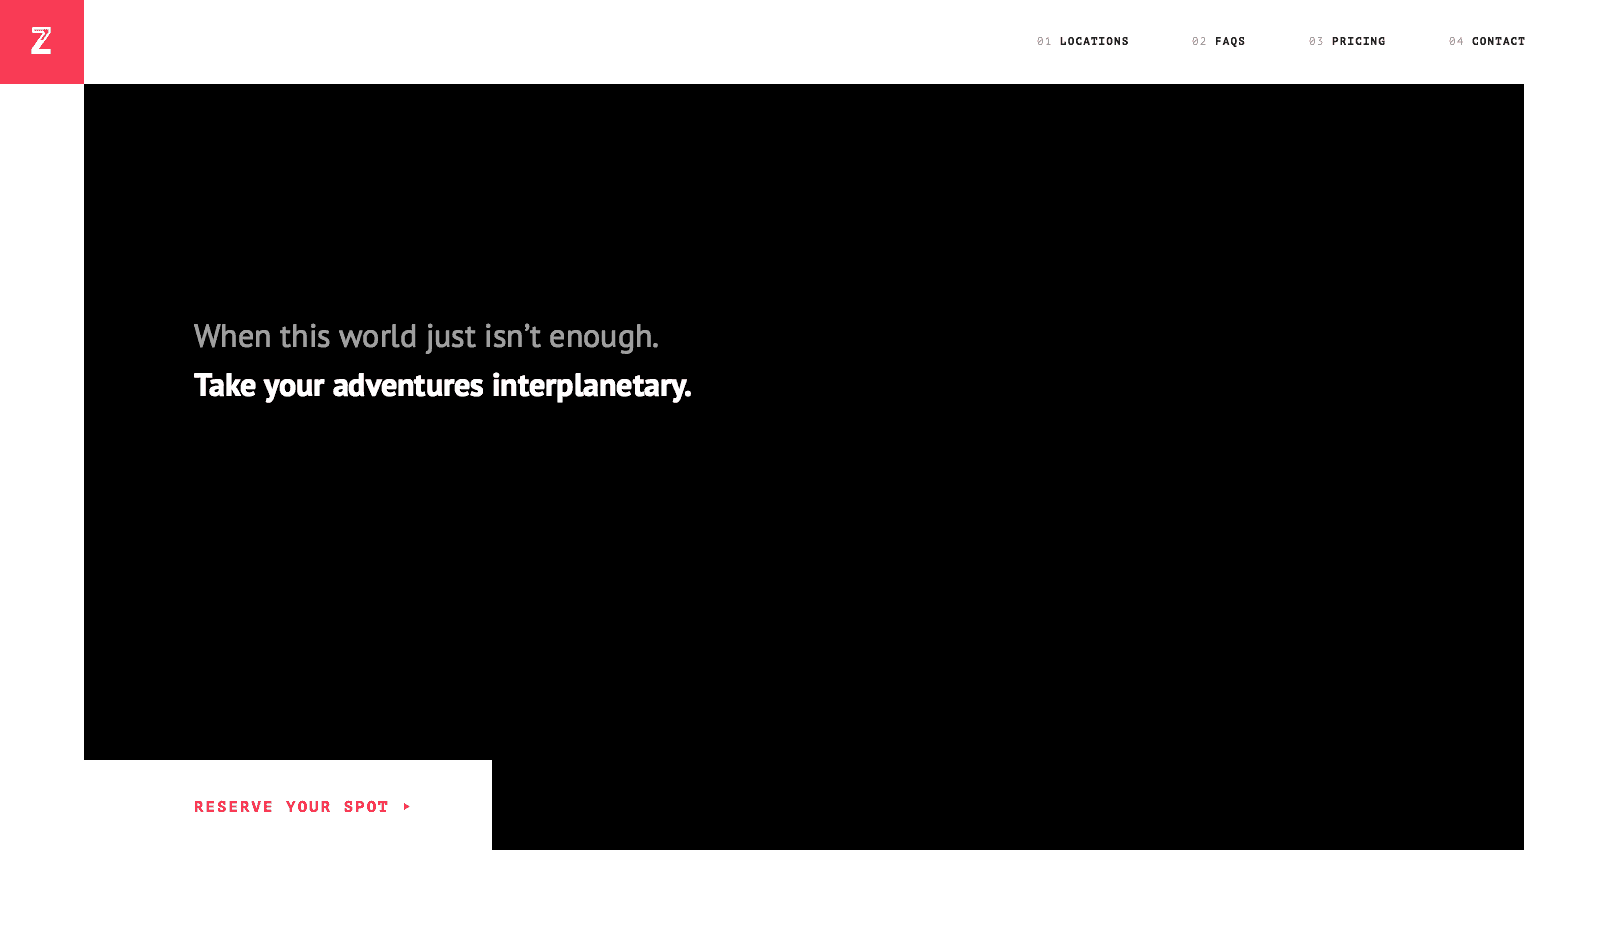 Z
01 LOCATIONS 02 FAQS 03 PRICING 04 CONTACT
When this world just isn’t enough.
Take your adventures interplanetary.
RESERVE YOUR SPOT